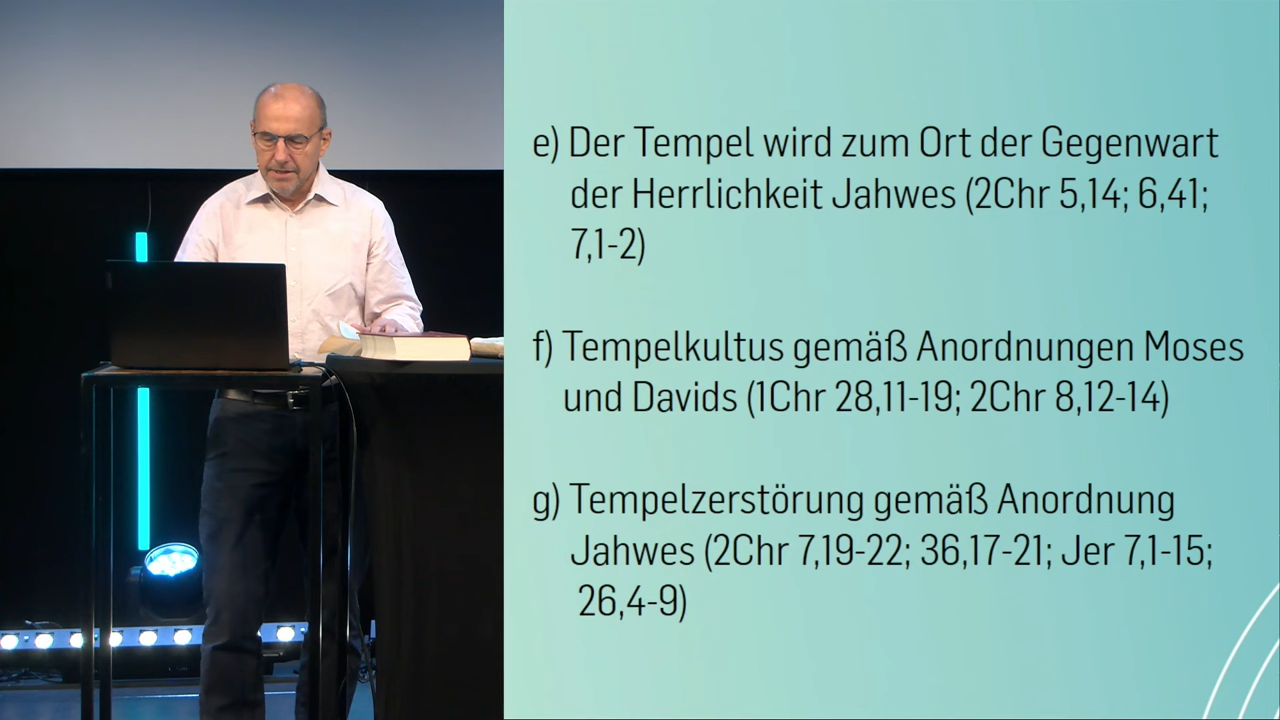 e) Der Tempel wird zum Ort der Gegenwart
der Herrlichkeit Jahwes (2Chr 5,14; 6,41;
7,1-2)
f) Tempelkultus gemäß Anordnungen Moses
und Davids (1Chr 28,11-19; 2Chr 8,12-14)
g) Tempelzerstörung gemäß Anordnung
Jahwes (2Chr 7,19-22; 36,17-21; Jer 7,1-15;
26,4-9)